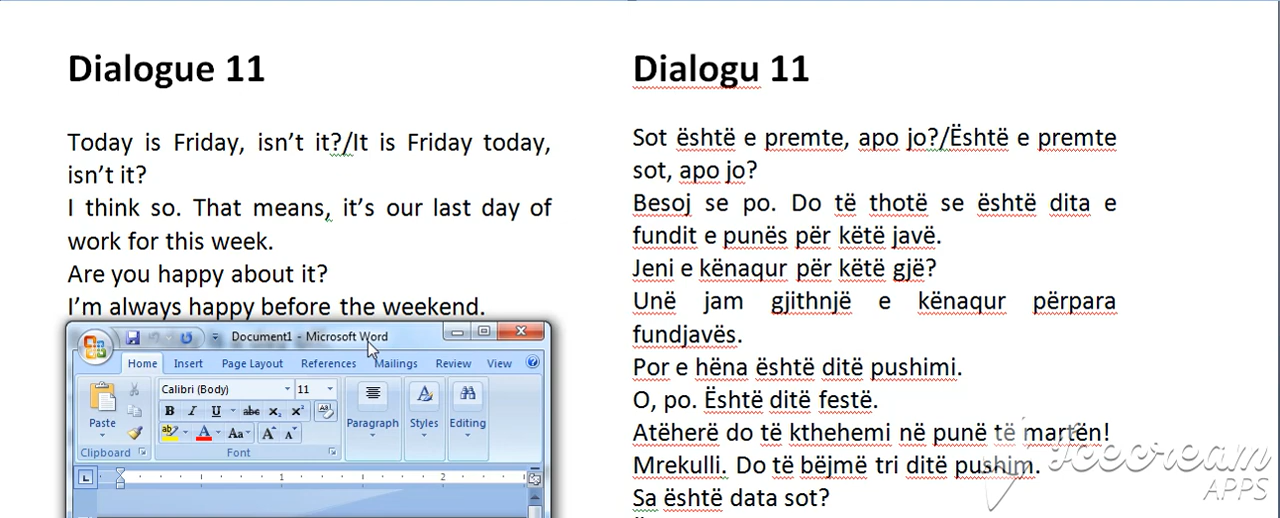 Dialogue 11
Today is Friday, isn't it?/It is Friday today,
isn't it?
I think so. That means, it's our last day of
work for this week.
Are you happy about it?
I'm always happy before the weekend.
Document1 - Microsoft Word
Home Insert Page Layout References Mailings Review View
Calibri (Body) 11
Paste
B I U abc X₂ X² Aa
Paragraph Styles Editing
Clipboard Font
1 2
Dialogu 11
Sot është e premte, apo jo?/Është e premte
sot, apo jo?
Besoj se po. Do të thotë se është dita e
fundit e punës për këtë javë.
Jeni e kënaqur për këtë gjë?
Unë jam gjithnjë e kënaqur përpara
fundjavës.
Por e hëna është ditë pushimi.
O, po. Është ditë festë.
Atëherë do të kthehemi në punë të martën!
Mrekulli. Do të bëjmë tri ditë pushim.
Sa është data sot?
Icecream
APPS